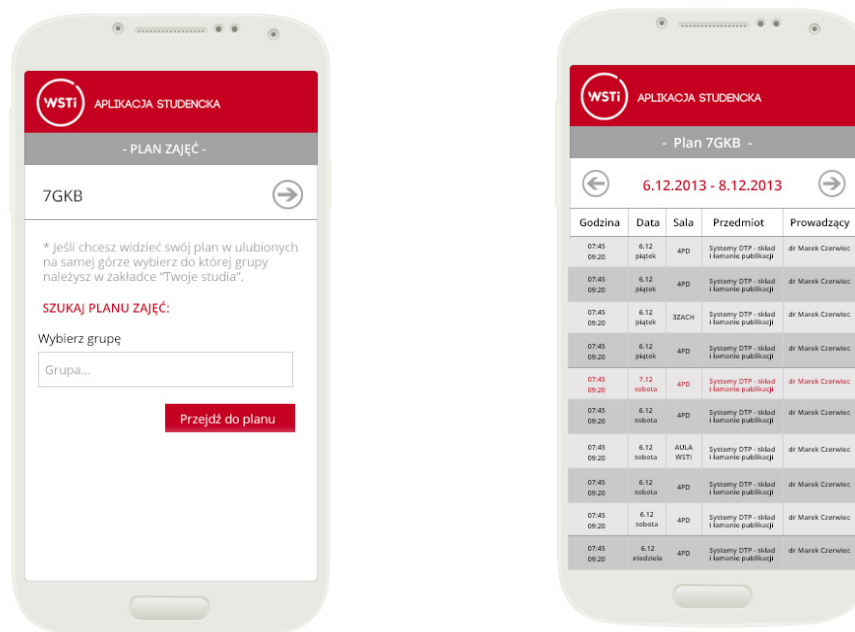 WSTi APLIKACJA STUDENCKA
- PLAN ZAJĘĆ -
7GKB
* Jeśli chcesz widzieć swój plan w ulubionych
na samej górze wybierz do której grupy
należysz w zakładce "Twoje studia".
SZUKAJ PLANU ZAJĘĆ:
Wybierz grupę
Grupa...
Przejdź do planu
WSTi APLIKACJA STUDENCKA
- Plan 7GKB -
6.12.2013 - 8.12.2013
Godzina Data Sala Przedmiot Prowadzący
07:45 6.12 4PD Systemy DTP - skład dr Marek Czerwiec
09:20 piątek i łamanie publikacji
07:45 6.12 4PD Systemy DTP - skład dr Marek Czerwiec
09:20 piątek i łamanie publikacji
07:45 6.12 3ZACH Systemy DTP - skład dr Marek Czerwiec
09:20 piątek i łamanie publikacji
07:45 6.12 4PD Systemy DTP - skład dr Marek Czerwiec
09:20 piątek i łamanie publikacji
07:45 7.12 4PD Systemy DTP - skład dr Marek Czerwiec
09:20 sobota i łamanie publikacji
07:45 6.12 4PD Systemy DTP - skład dr Marek Czerwiec
09:20 sobota i łamanie publikacji
07:45 6.12 AULA Systemy DTP - skład dr Marek Czerwiec
09:20 sobota WSTI i łamanie publikacji
07:45 6.12 4PD Systemy DTP - skład dr Marek Czerwiec
09:20 sobota i łamanie publikacji
07:45 6.12 4PD Systemy DTP - skład dr Marek Czerwiec
09:20 sobota i łamanie publikacji
07:45 6.12 4PD Systemy DTP - skład dr Marek Czerwiec
09:20 niedziela i łamanie publikacji